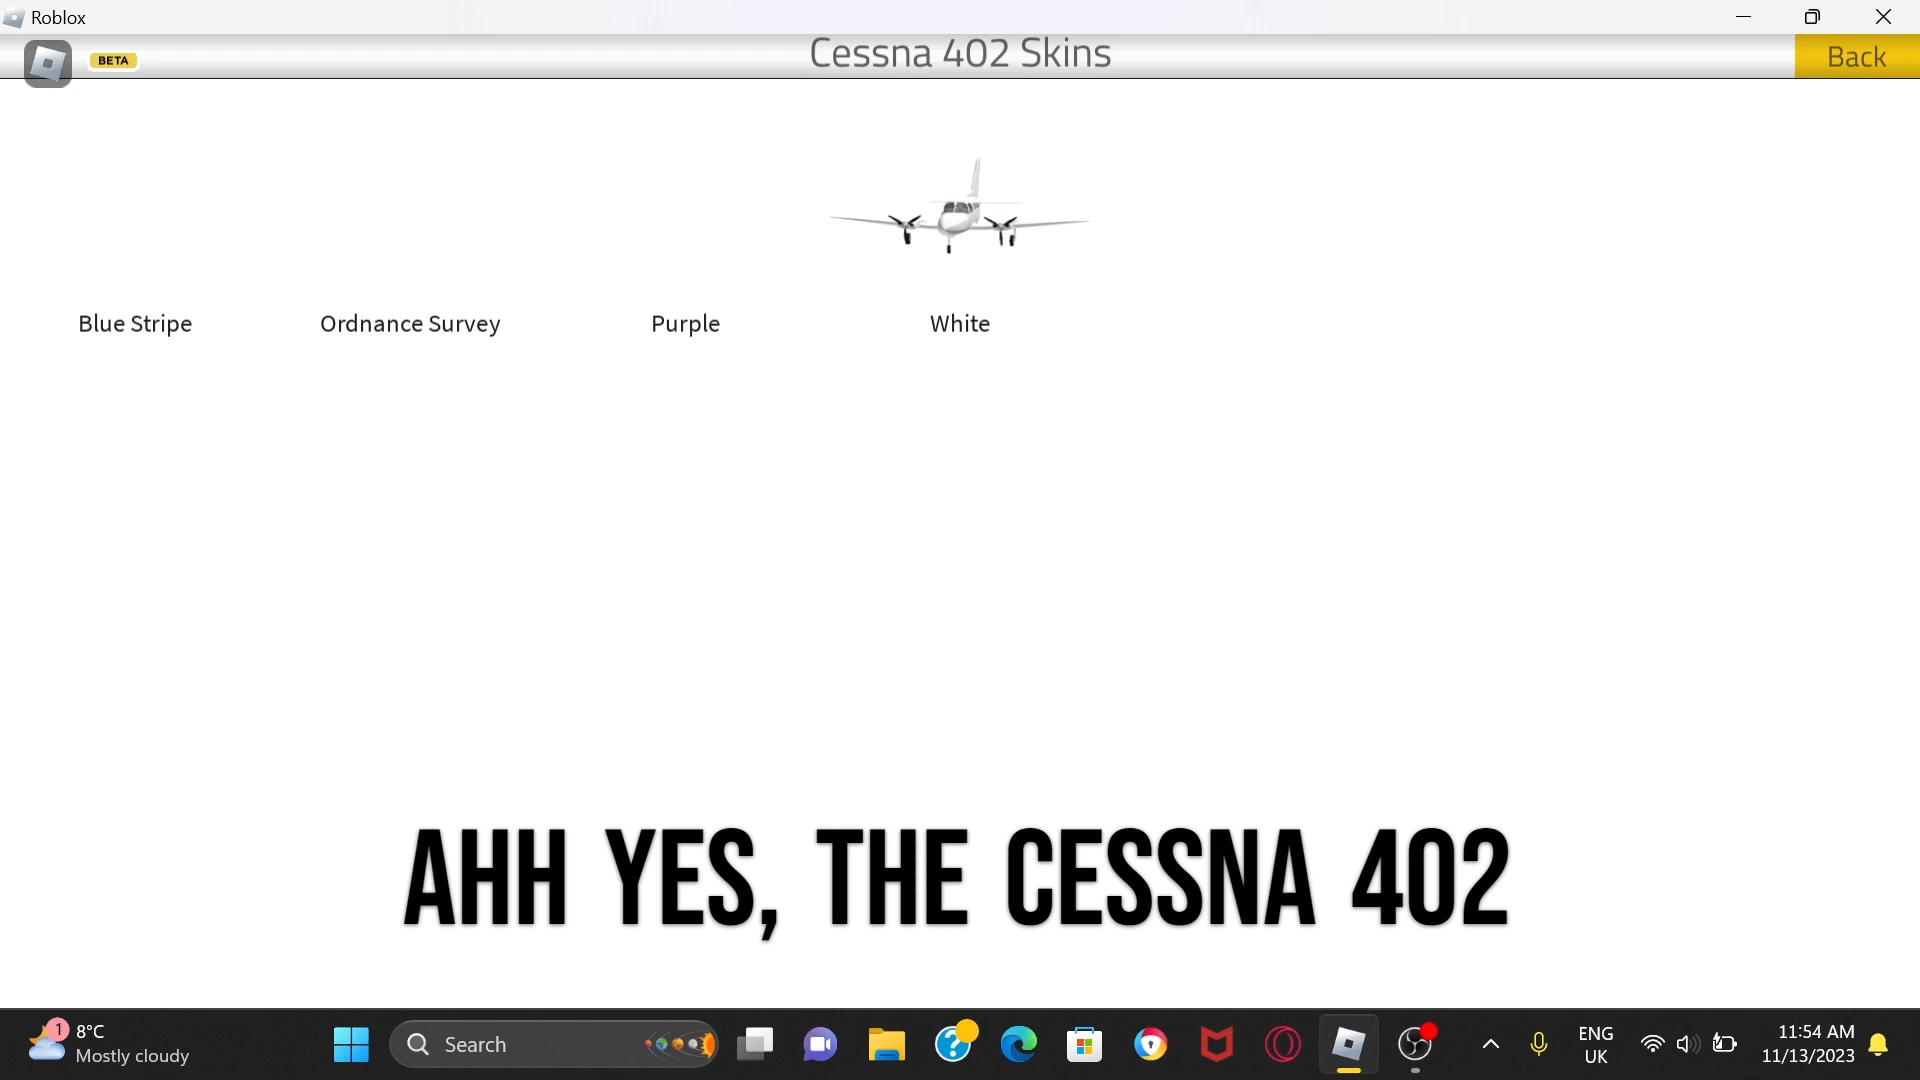 Roblox
BETA
Cessna 402 Skins
Back
Blue Stripe
Ordnance Survey
Purple
White
AHH YES, THE CESSNA 402
1
8°C
Mostly cloudy
Search
ENG
UK
11:54 AM
11/13/2023